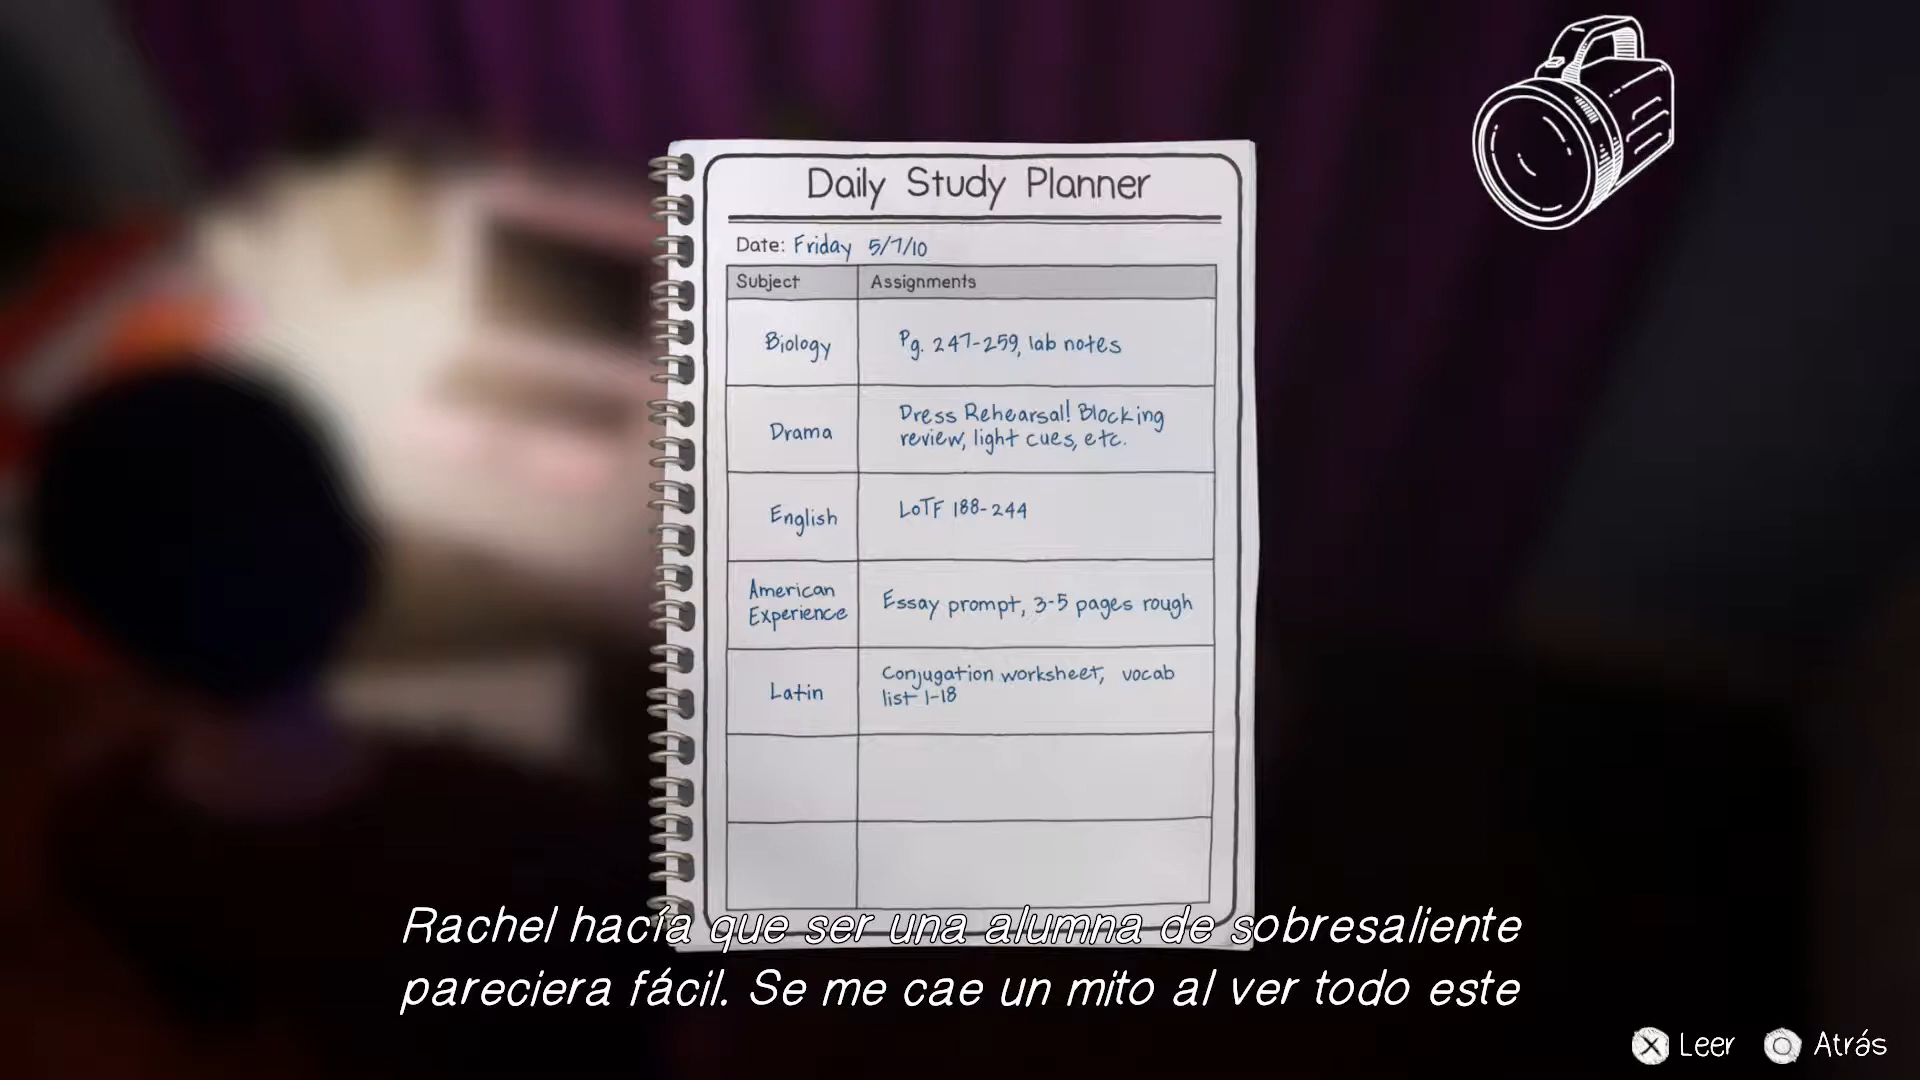 Daily Study Planner
Date: Friday 5/7/10
Subject Assignments
Biology Pg. 247-259, lab notes
Drama Dress Rehearsal! Blocking
review, light cues, etc.
English LoTF 188-244
American
Experience Essay prompt, 3-5 pages rough
Latin Conjugation worksheet, vocab
list 1-18
Rachel hacía que ser una alumna de sobresaliente
pareciera fácil. Se me cae un mito al ver todo este
Leer Atrás